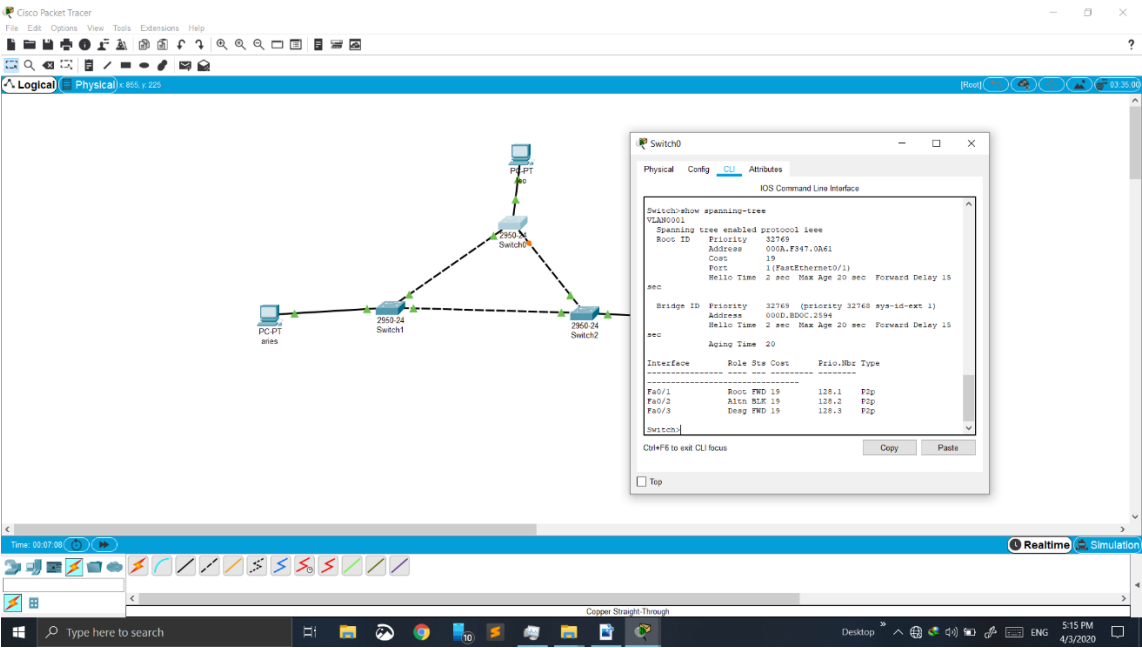 Cisco Packet Tracer
File Edit Options View Tools Extensions Help
?
Logical Physical x: 855, y: 225 [Root] 03:35:00
PC-PT
2950-24
Switch0
2950-24
Switch1
2950-24
Switch2
PC-PT
aries
Switch0
Physical Config CLI Attributes
IOS Command Line Interface
Switch>show spanning-tree
VLAN0001
Spanning tree enabled protocol ieee
Root ID Priority 32769
Address 000A.F347.0A61
Cost 19
Port 1(FastEthernet0/1)
Hello Time 2 sec Max Age 20 sec Forward Delay 15
sec
Bridge ID Priority 32769 (priority 32768 sys-id-ext 1)
Address 000D.BD0C.2594
Hello Time 2 sec Max Age 20 sec Forward Delay 15
sec
Aging Time 20
Interface Role Sts Cost Prio.Nbr Type
---------------- ---- --- --------- --------
--------------------------------
Fa0/1 Root FWD 19 128.1 P2p
Fa0/2 Altn BLK 19 128.2 P2p
Fa0/3 Desg FWD 19 128.3 P2p
Switch>
Ctrl+F6 to exit CLI focus Copy Paste
Top
Time: 00:07:08 Realtime Simulation
Copper Straight-Through
Type here to search
10
Desktop ENG 5:15 PM
4/3/2020